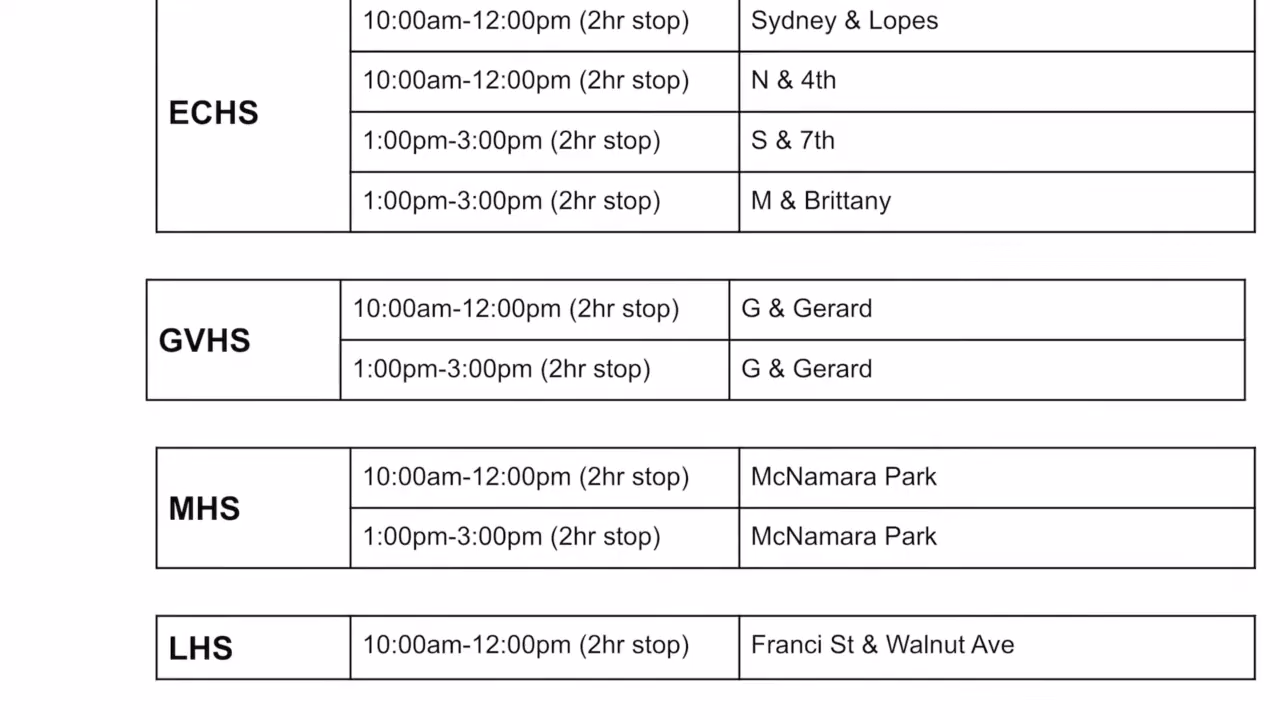 10:00am-12:00pm (2hr stop) Sydney & Lopes
10:00am-12:00pm (2hr stop) N & 4th
ECHS
1:00pm-3:00pm (2hr stop) S & 7th
1:00pm-3:00pm (2hr stop) M & Brittany
10:00am-12:00pm (2hr stop) G & Gerard
GVHS
1:00pm-3:00pm (2hr stop) G & Gerard
10:00am-12:00pm (2hr stop) McNamara Park
MHS
1:00pm-3:00pm (2hr stop) McNamara Park
LHS 10:00am-12:00pm (2hr stop) Franci St & Walnut Ave